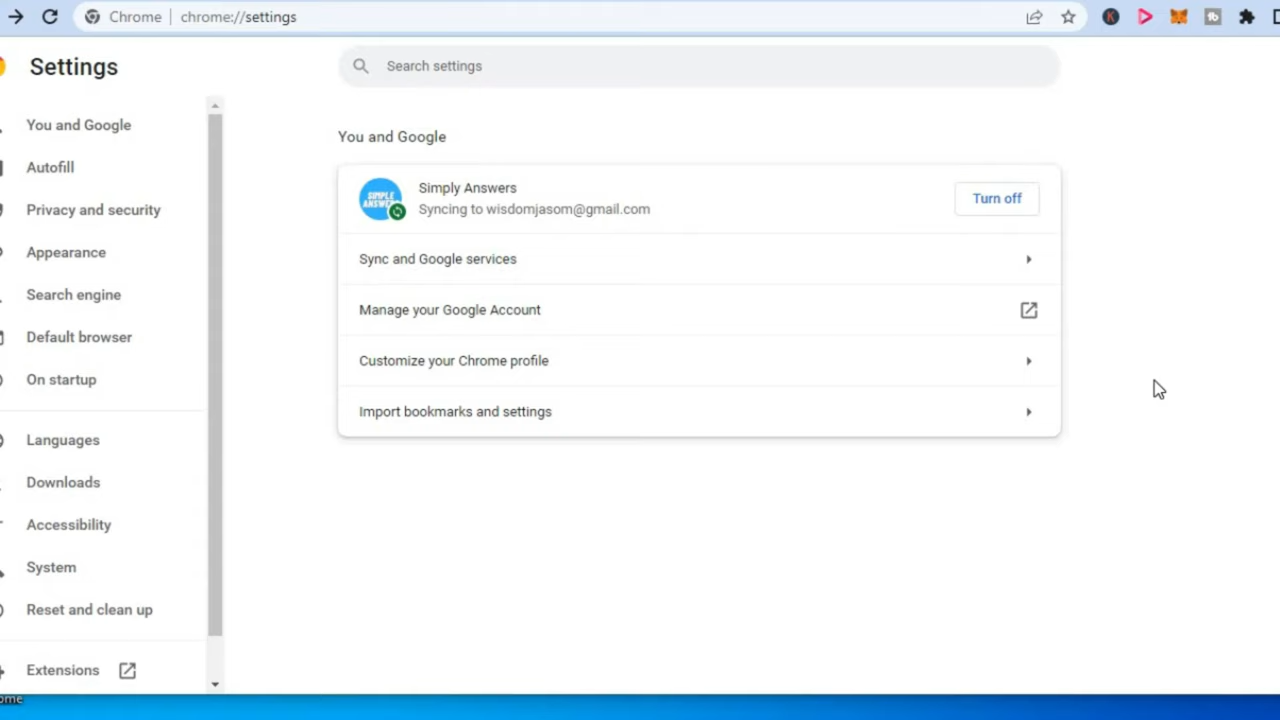 Chrome | chrome://settings
Settings
Search settings
You and Google
Autofill
Privacy and security
Appearance
Search engine
Default browser
On startup
Languages
Downloads
Accessibility
System
Reset and clean up
Extensions
You and Google
SIMPLE
Simply Answers
Syncing to wisdomjasom@gmail.com
Turn off
Sync and Google services
Manage your Google Account
Customize your Chrome profile
Import bookmarks and settings